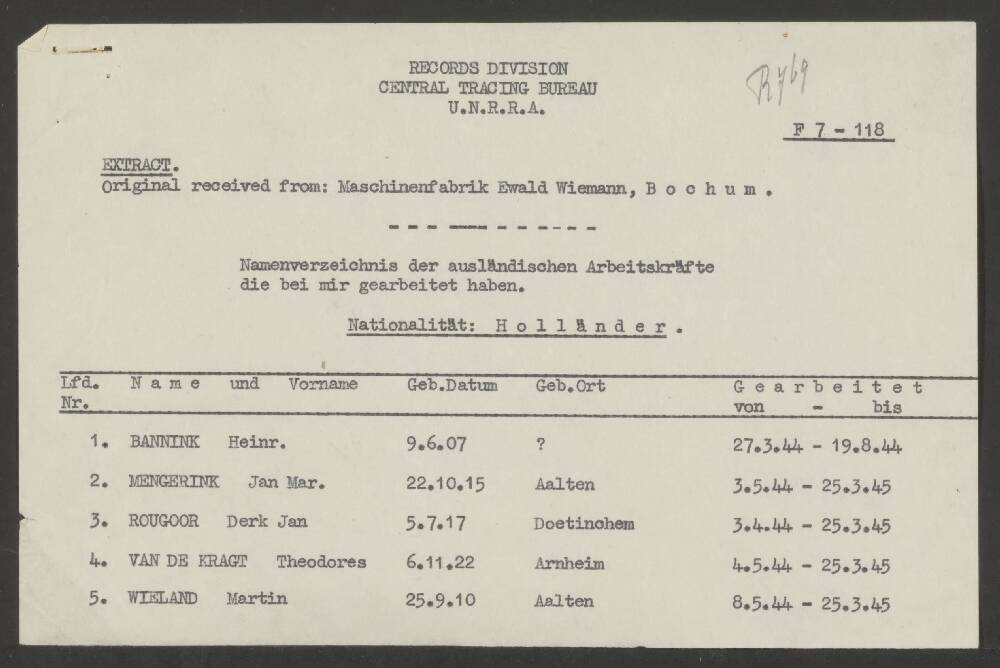 RECORDS DIVISION
CENTRAL TRACING BUREAU
U.N.R.R.A.
F 7 - 118
EXTRACT.
Original received from: Maschinenfabrik Ewald Wiemann, B o c h u m .
Namenverzeichnis der ausländischen Arbeitskräfte
die bei mir gearbeitet haben.
Nationalität: H o l l ä n d e r .
Lfd. N a m e und Vorname Geb.Datum Geb.Ort G e a r b e i t e t
Nr. von - bis
1. BANNINK Heinr. 9.6.07 ? 27.3.44 - 19.8.44
2. MENGERINK Jan Mar. 22.10.15 Aalten 3.5.44 - 25.3.45
3. ROUGOOR Derk Jan 5.7.17 Doetinchem 3.4.44 - 25.3.45
4. VAN DE KRAGT Theodores 6.11.22 Arnheim 4.5.44 - 25.3.45
5. WIELAND Martin 25.9.10 Aalten 8.5.44 - 25.3.45